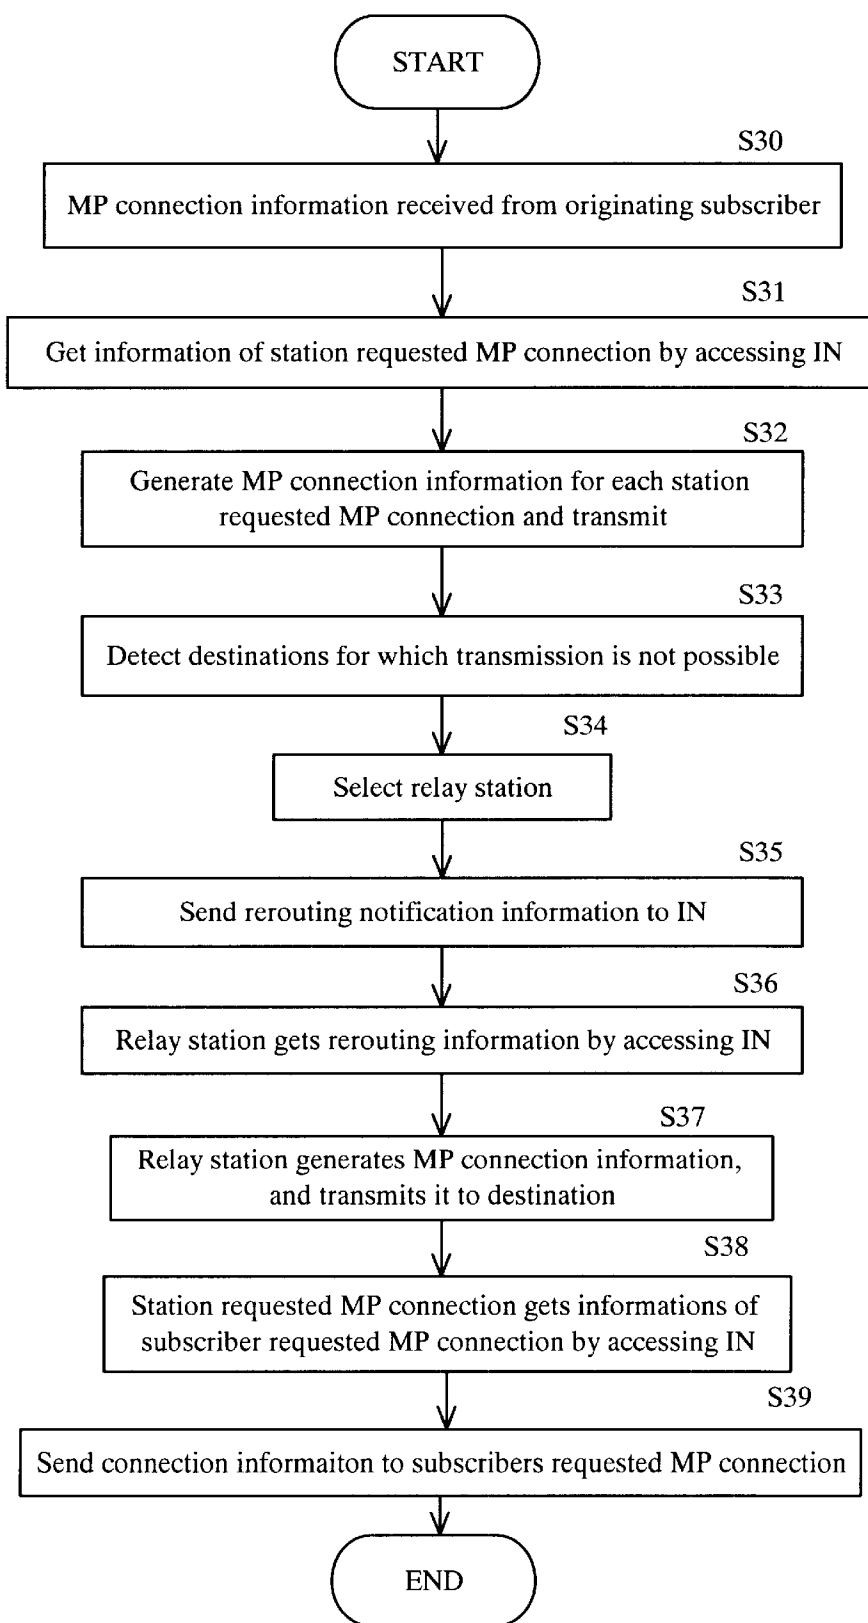 START
S30
MP connection information received from originating subscriber
S31
Get information of station requested MP connection by accessing IN
S32
Generate MP connection information for each station
requested MP connection and transmit
S33
Detect destinations for which transmission is not possible
S34
Select relay station
S35
Send rerouting notification information to IN
S36
Relay station gets rerouting information by accessing IN
S37
Relay station generates MP connection information,
and transmits it to destination
S38
Station requested MP connection gets informations of
subscriber requested MP connection by accessing IN
S39
Send connection informaiton to subscribers requested MP connection
END